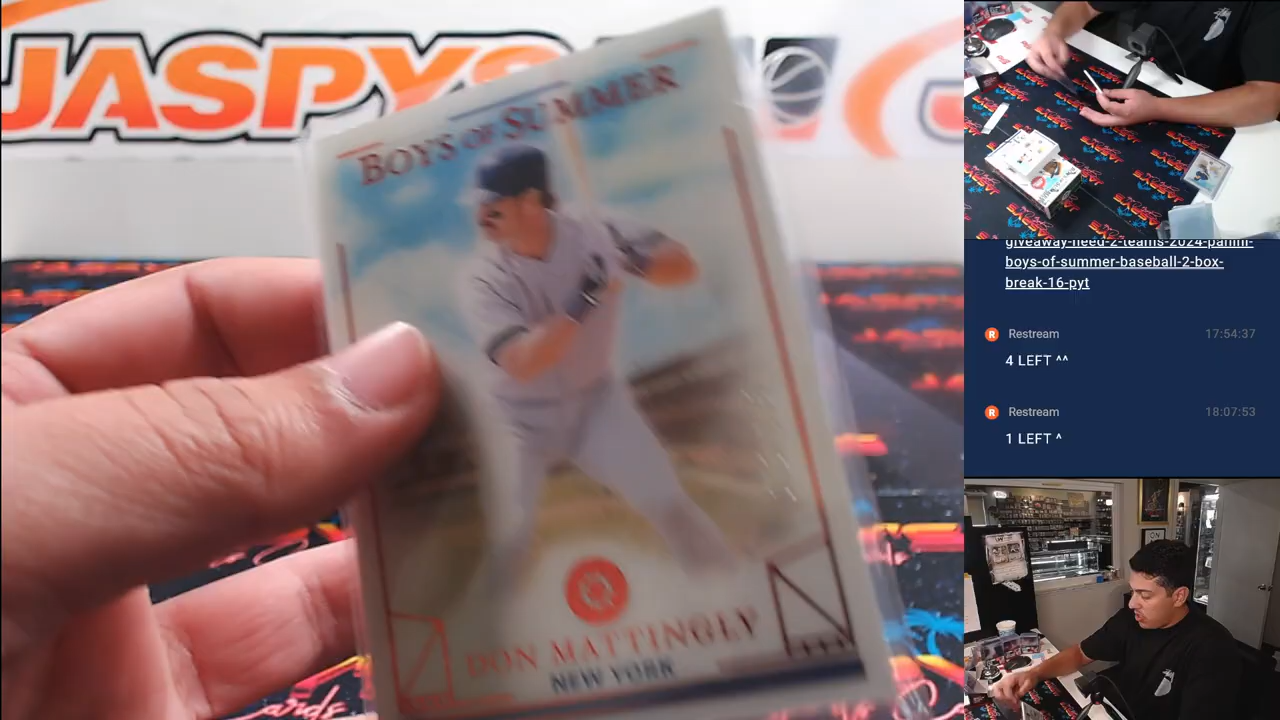 JASPYS
BOYS OF SUMMER
DON MATTINGLY
NEW YORK
giveaway-need-2-teams-2024-panini-
boys-of-summer-baseball-2-box-
break-16-pyt
R Restream 17:54:37
4 LEFT ^^
R Restream 18:07:53
1 LEFT ^